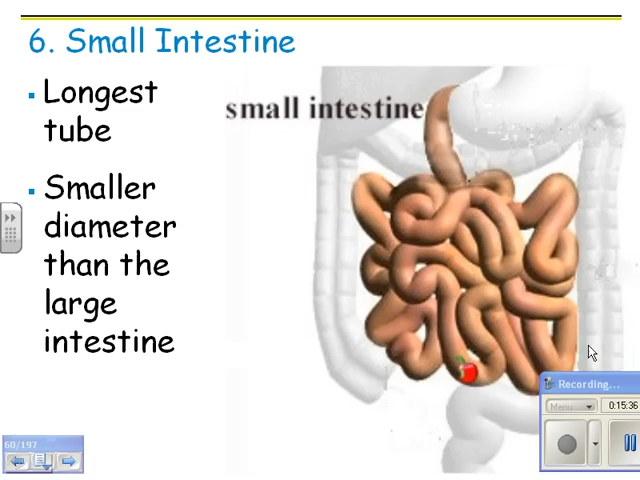 6. Small Intestine
▪ Longest
tube
▪ Smaller
diameter
than the
large
intestine
small intestine
60/197
Recording...
Menu
0:15:36